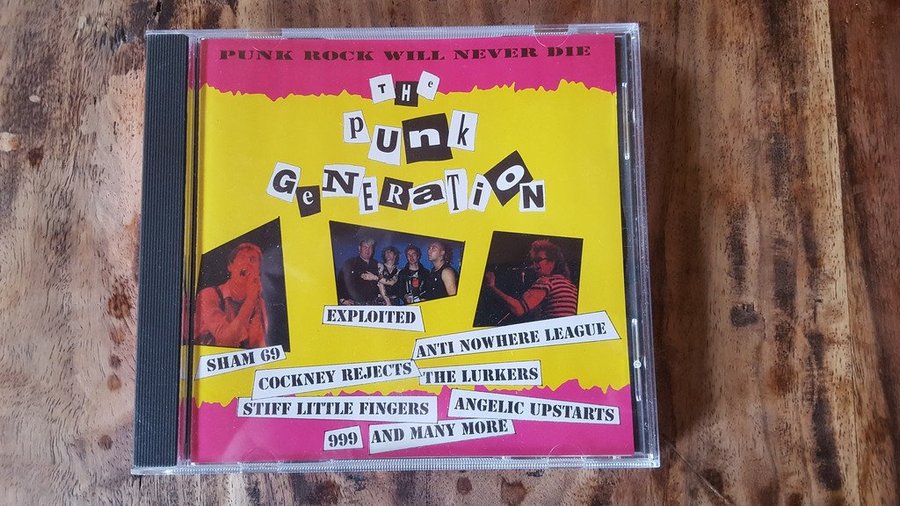 PUNK ROCK WILL NEVER DIE
THe
pUnk
GeNERaTiON
EXPLOITED
SHAM 69
ANTI NOWHERE LEAGUE
COCKNEY REJECTS
THE LURKERS
STIFF LITTLE FINGERS
ANGELIC UPSTARTS
999
AND MANY MORE